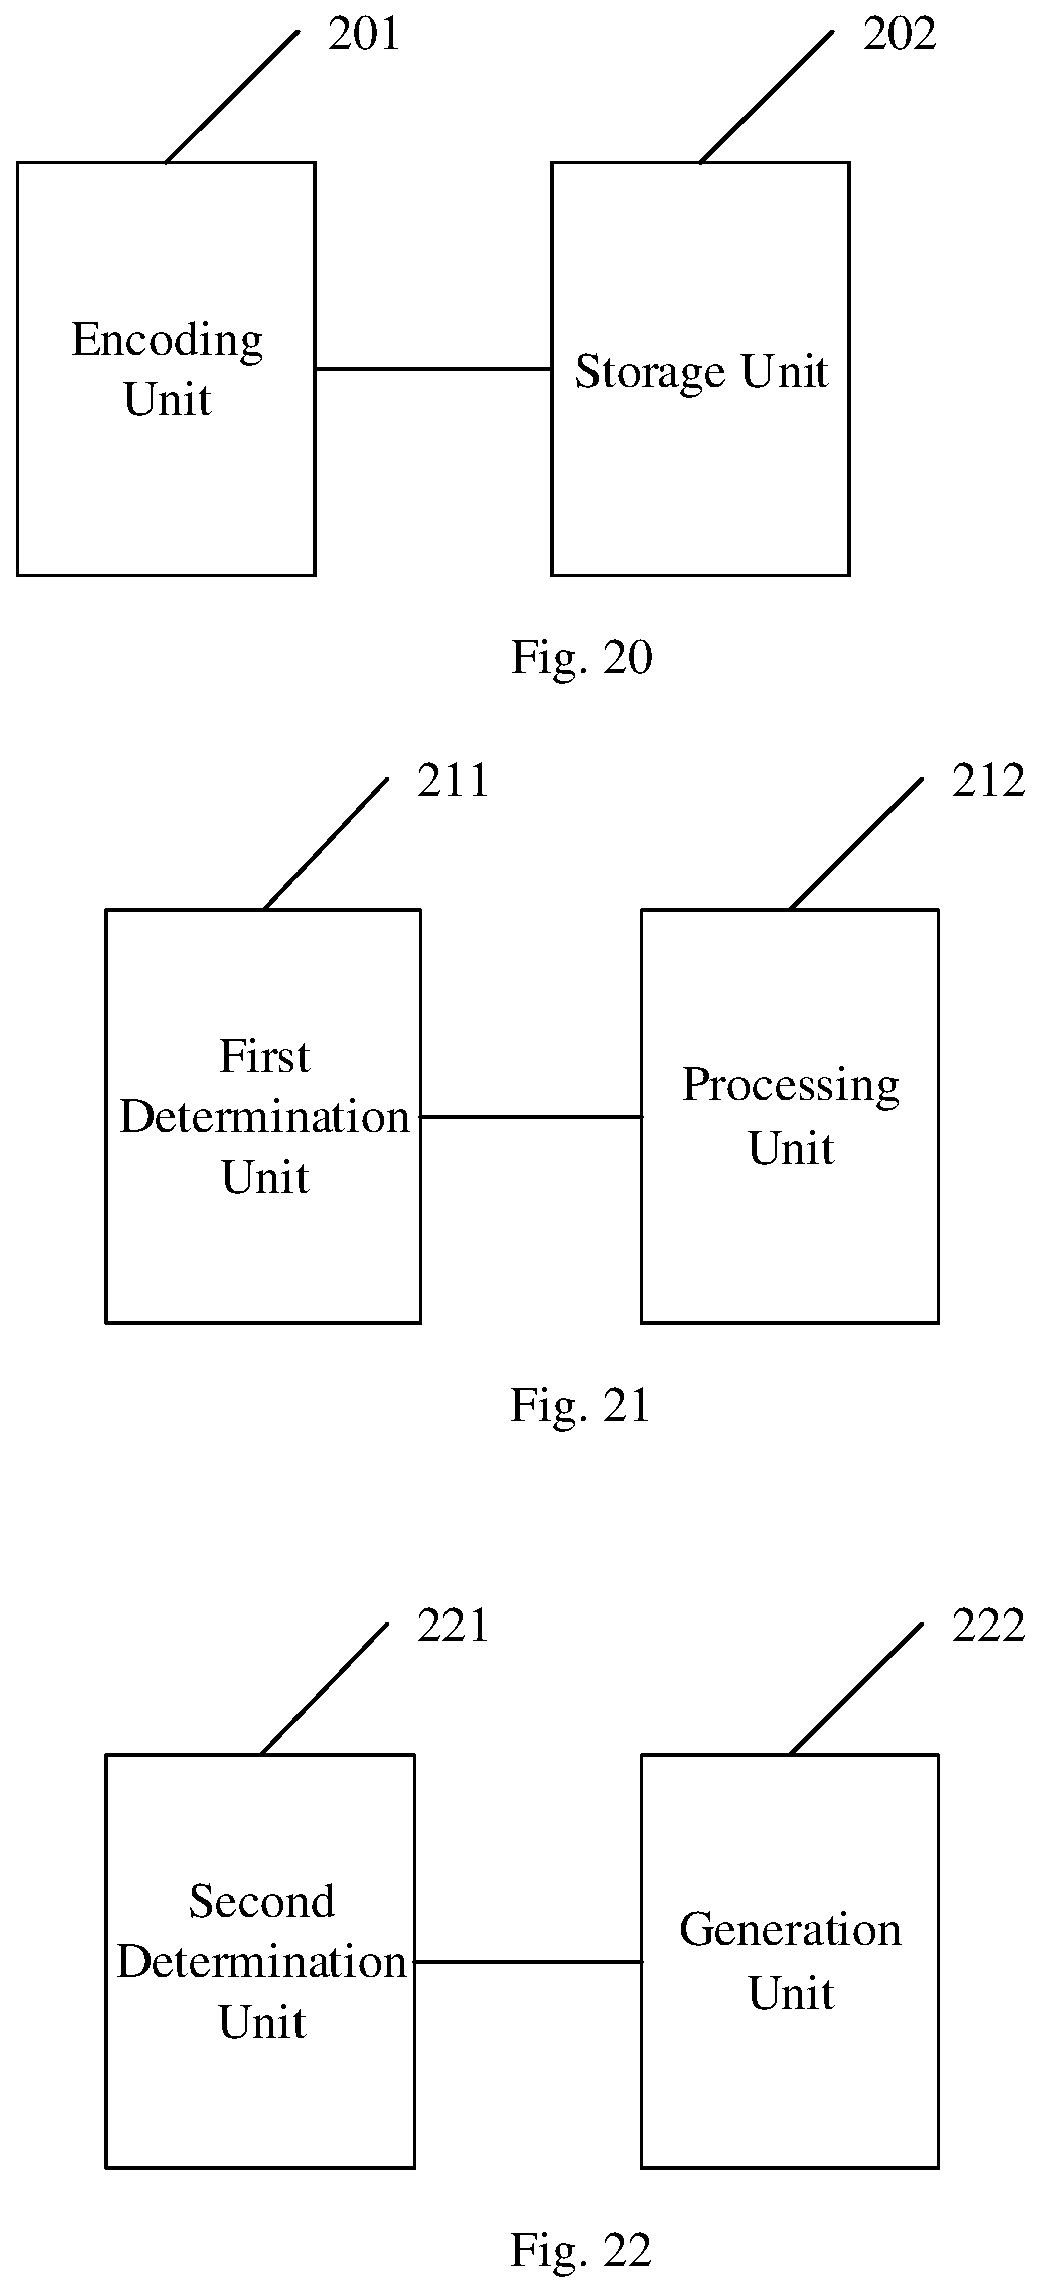 201
202
Encoding
Unit
Storage Unit
Fig. 20
211
212
First
Determination
Unit
Processing
Unit
Fig. 21
221
222
Second
Determination
Unit
Generation
Unit
Fig. 22